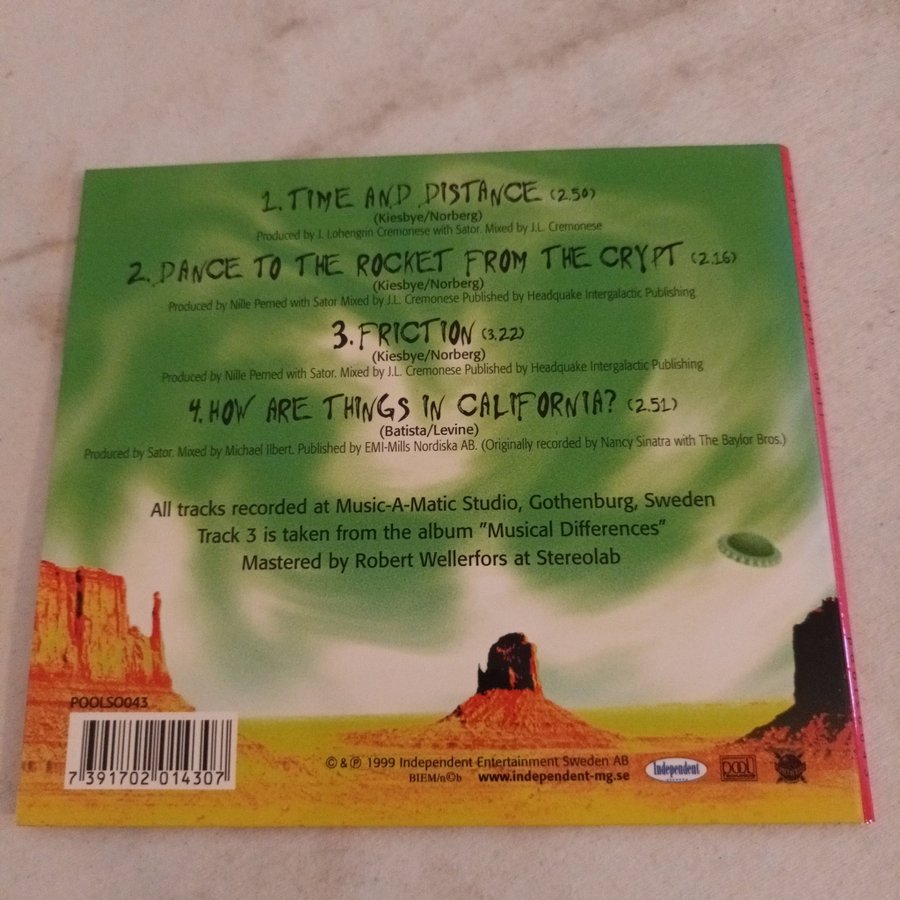 1. TIME AND DISTANCE (2.50)
(Kiesbye/Norberg)
Produced by J. Lohengrin Cremonese with Sator. Mixed by J.L. Cremonese
2. DANCE TO THE ROCKET FROM THE CRYPT (2.16)
(Kiesbye/Norberg)
Produced by Nille Perned with Sator Mixed by J.L. Cremonese Published by Headquake Intergalactic Publishing
3. FRICTION (3.22)
(Kiesbye/Norberg)
Produced by Nille Perned with Sator. Mixed by J.L. Cremonese Published by Headquake Intergalactic Publishing
4. HOW ARE THINGS IN CALIFORNIA? (2.51)
(Batista/Levine)
Produced by Sator. Mixed by Michael Ilbert. Published by EMI-Mills Nordiska AB. (Originally recorded by Nancy Sinatra with The Baylor Bros.)
All tracks recorded at Music-A-Matic Studio, Gothenburg, Sweden
Track 3 is taken from the album "Musical Differences"
Mastered by Robert Wellerfors at Stereolab
POOLSO043
7 391702 014307
© & ℗ 1999 Independent Entertainment Sweden AB
BIEM/n©b www.independent-mg.se
Independent
pool